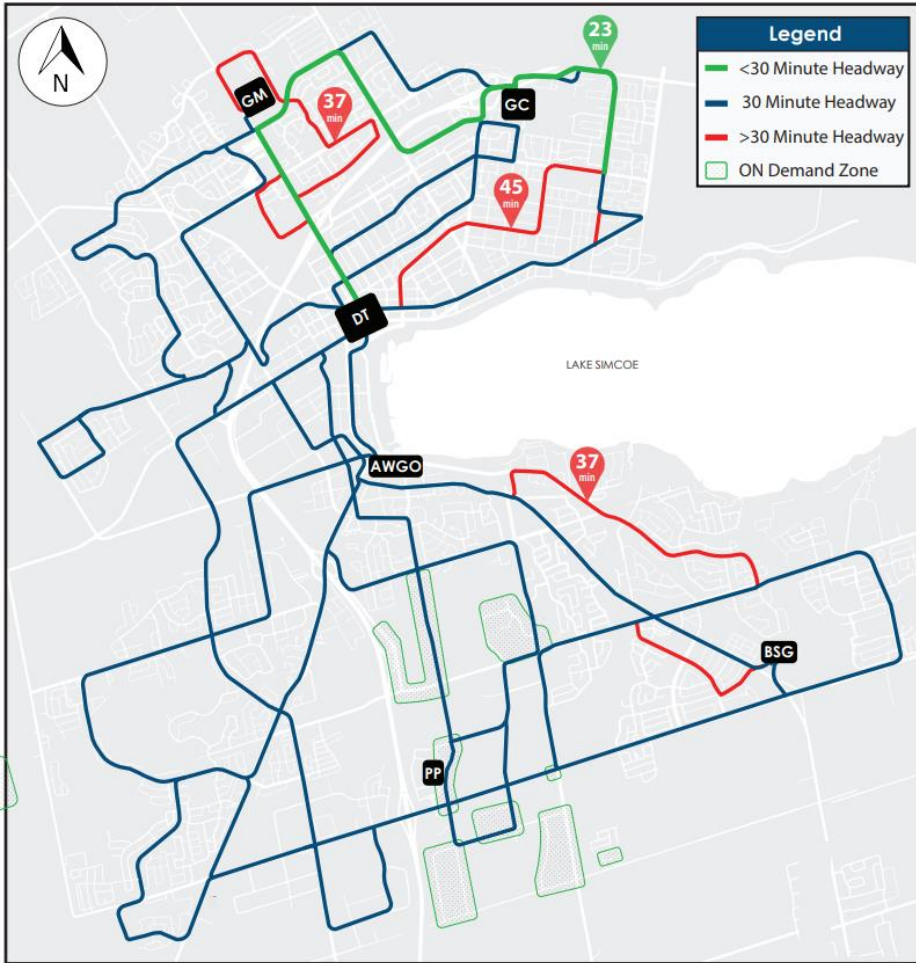 N
Legend
<30 Minute Headway
30 Minute Headway
>30 Minute Headway
ON Demand Zone
23
min
GM
37
min
GC
45
min
DT
LAKE SIMCOE
AWGO
37
min
BSG
PP